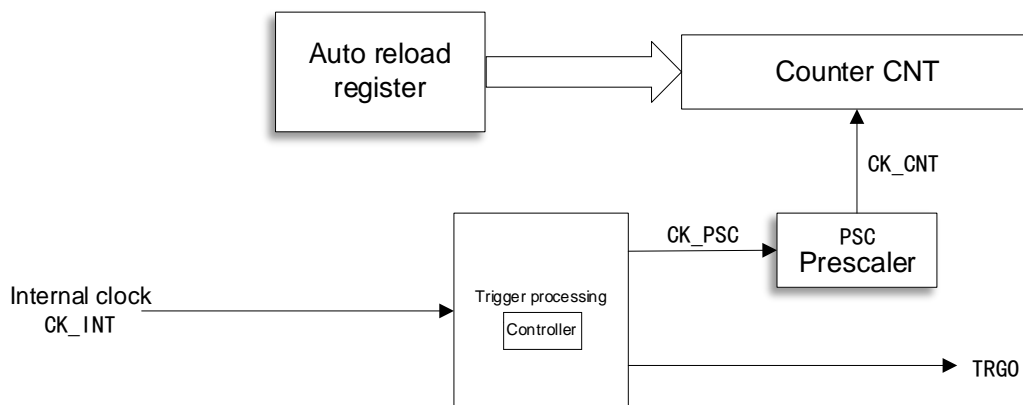 Auto reload
register
Counter CNT
CK_CNT
CK_PSC
PSC
Prescaler
Internal clock
CK_INT
Trigger processing
Controller
TRGO